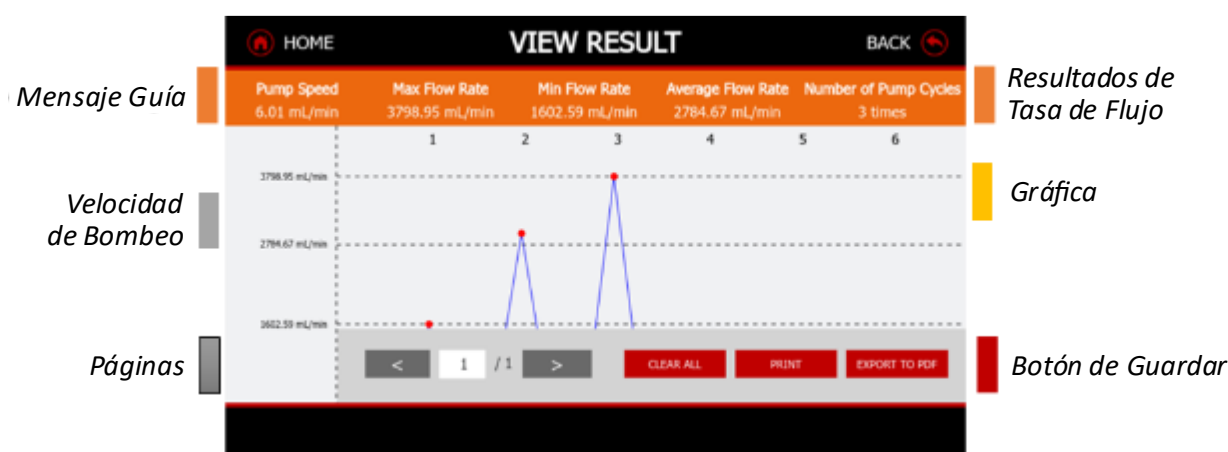 HOME
VIEW RESULT
BACK
Mensaje Guía
Pump Speed
6.01 mL/min
Max Flow Rate
3798.95 mL/min
Min Flow Rate
1602.59 mL/min
Average Flow Rate
2784.67 mL/min
Number of Pump Cycles
3 times
Resultados de
Tasa de Flujo
1 2 3 4 5 6
3798.95 mL/min
Velocidad
de Bombeo
Gráfica
2784.67 mL/min
1602.59 mL/min
Páginas
< 1 / 1 >
CLEAR ALL
PRINT
EXPORT TO PDF
Botón de Guardar